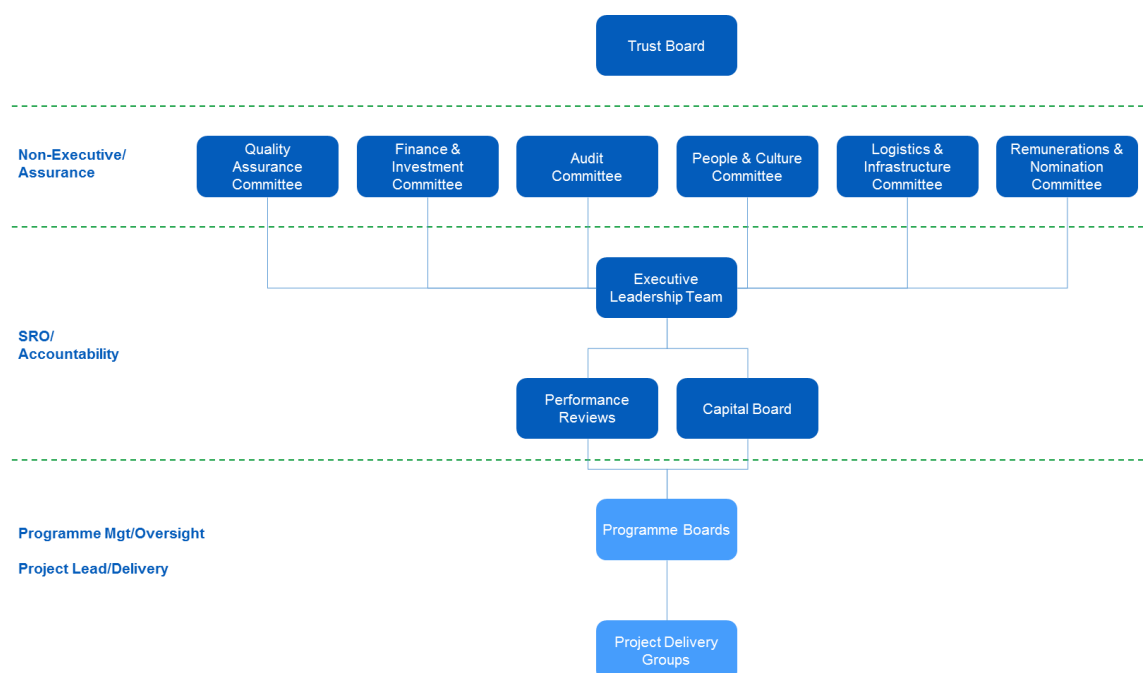 Trust Board
Non-Executive/
Assurance
Quality
Assurance
Committee
Finance &
Investment
Committee
Audit
Committee
People & Culture
Committee
Logistics &
Infrastructure
Committee
Remunerations &
Nomination
Committee
Executive
Leadership Team
SRO/
Accountability
Performance
Reviews
Capital Board
Programme Mgt/Oversight
Project Lead/Delivery
Programme Boards
Project Delivery
Groups